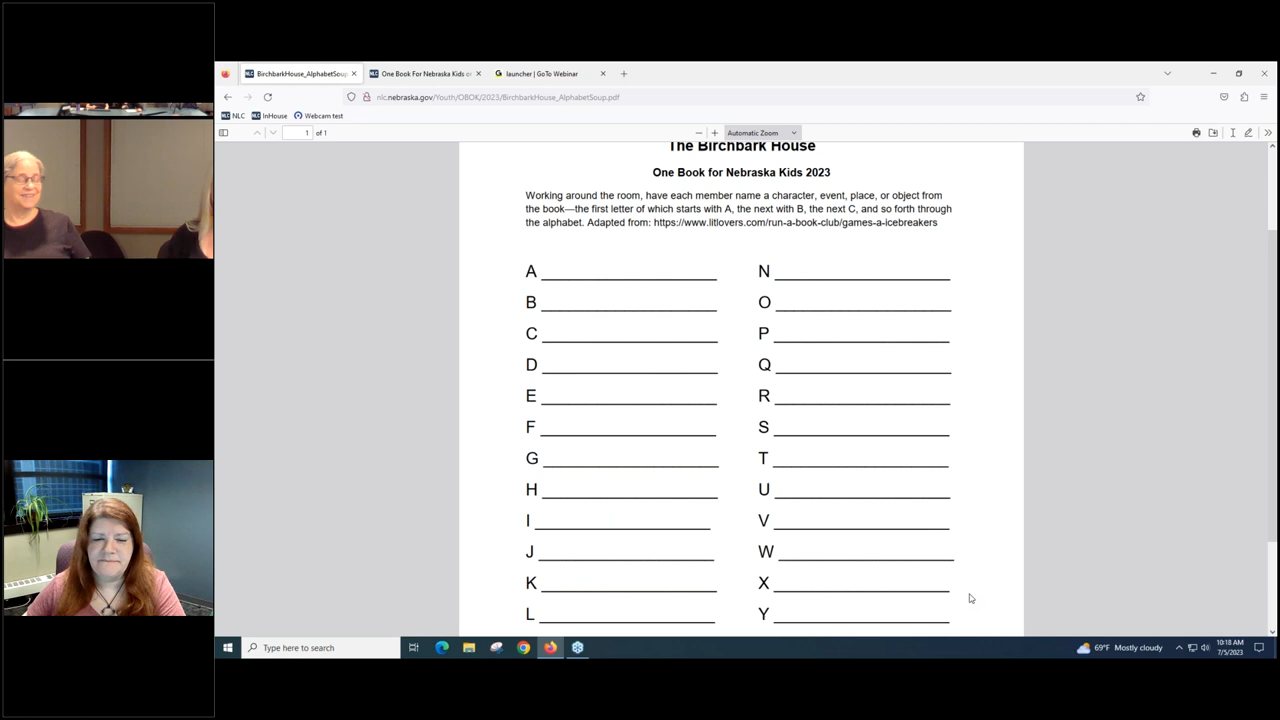 BirchbarkHouse_AlphabetSoup
One Book For Nebraska Kids
launcher | GoTo Webinar
nlc.nebraska.gov/Youth/OBOK/2023/BirchbarkHouse_AlphabetSoup.pdf
NLC InHouse Webcam test
1 of 1
Automatic Zoom
The Birchbark House
One Book for Nebraska Kids 2023
Working around the room, have each member name a character, event, place, or object from
the book—the first letter of which starts with A, the next with B, the next C, and so forth through
the alphabet. Adapted from: https://www.litlovers.com/run-a-book-club/games-a-icebreakers
A
B
C
D
E
F
G
H
I
J
K
L
N
O
P
Q
R
S
T
U
V
W
X
Y
Type here to search
69°F Mostly cloudy
10:18 AM
7/5/2023